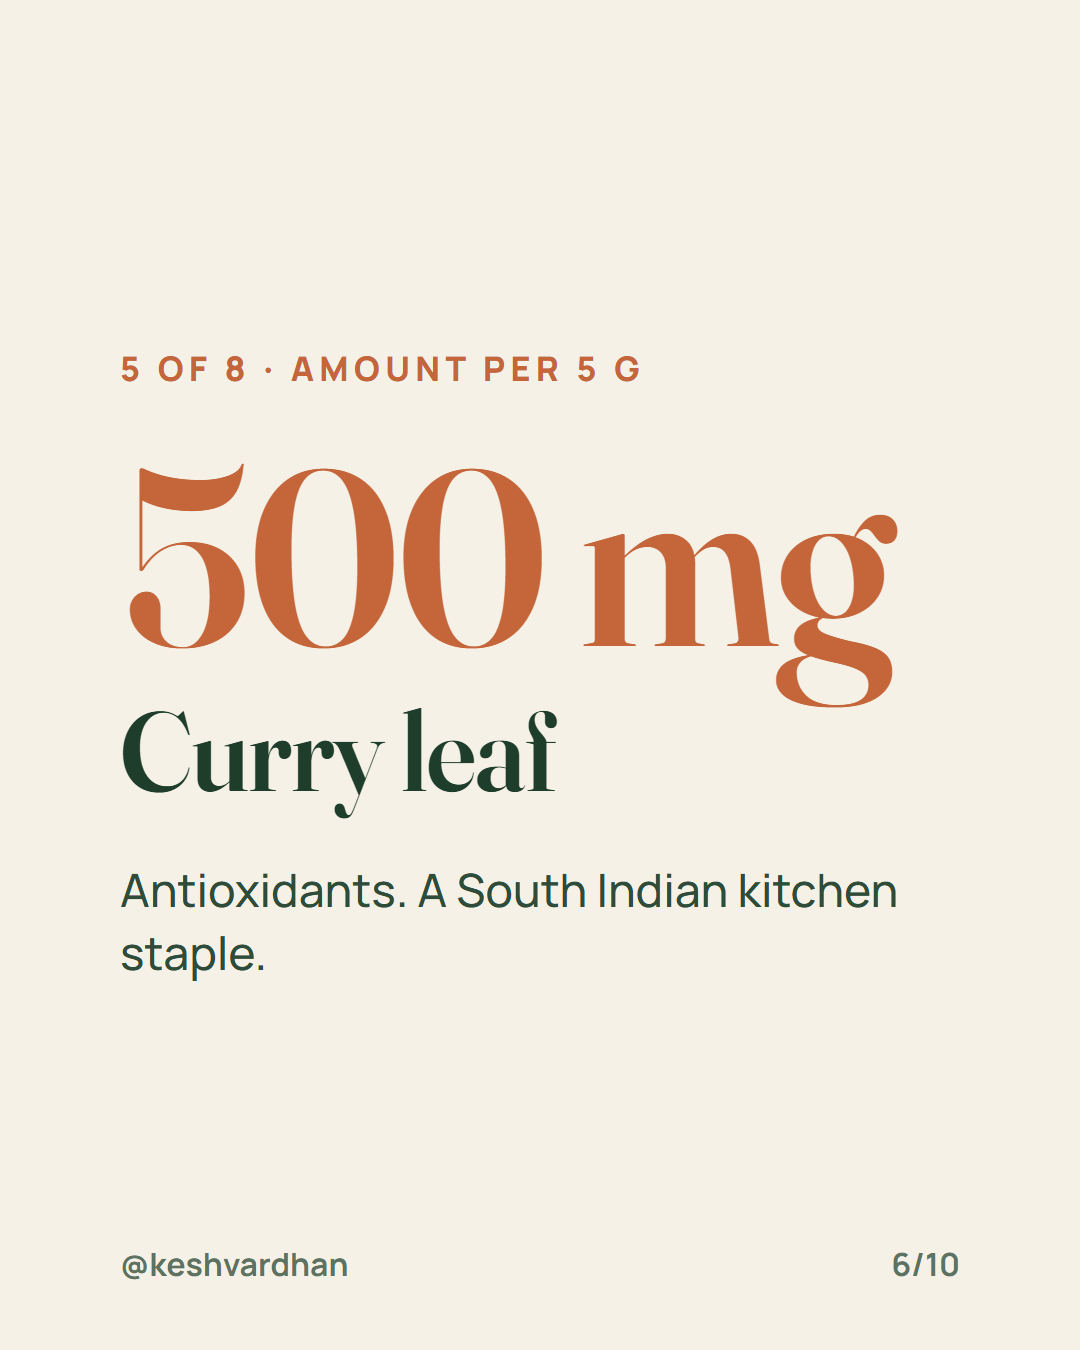 5 OF 8 · AMOUNT PER 5 G
500 mg
Curry leaf
Antioxidants. A South Indian kitchen
staple.
@keshvardhan
6/10